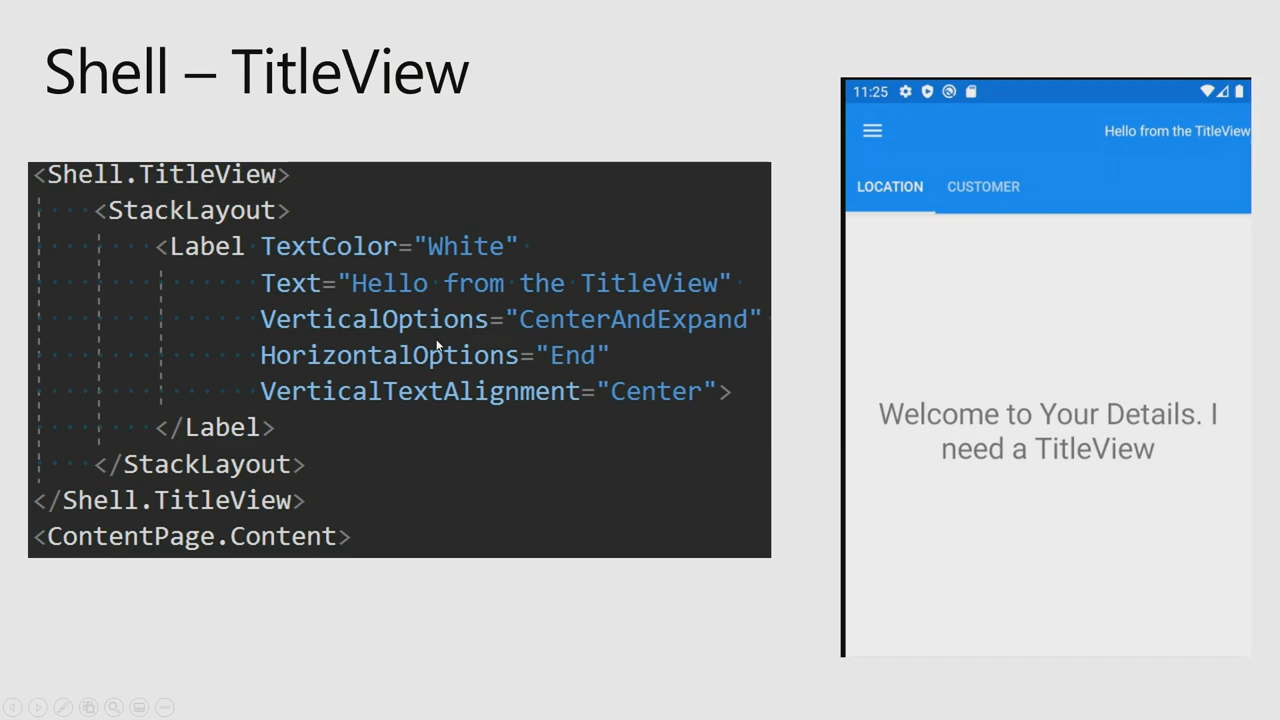 Shell – TitleView
<Shell.TitleView>
<StackLayout>
<Label TextColor="White"
Text="Hello from the TitleView"
VerticalOptions="CenterAndExpand"
HorizontalOptions="End"
VerticalTextAlignment="Center">
</Label>
</StackLayout>
</Shell.TitleView>
<ContentPage.Content>
11:25
Hello from the TitleView
LOCATION CUSTOMER
Welcome to Your Details. I
need a TitleView